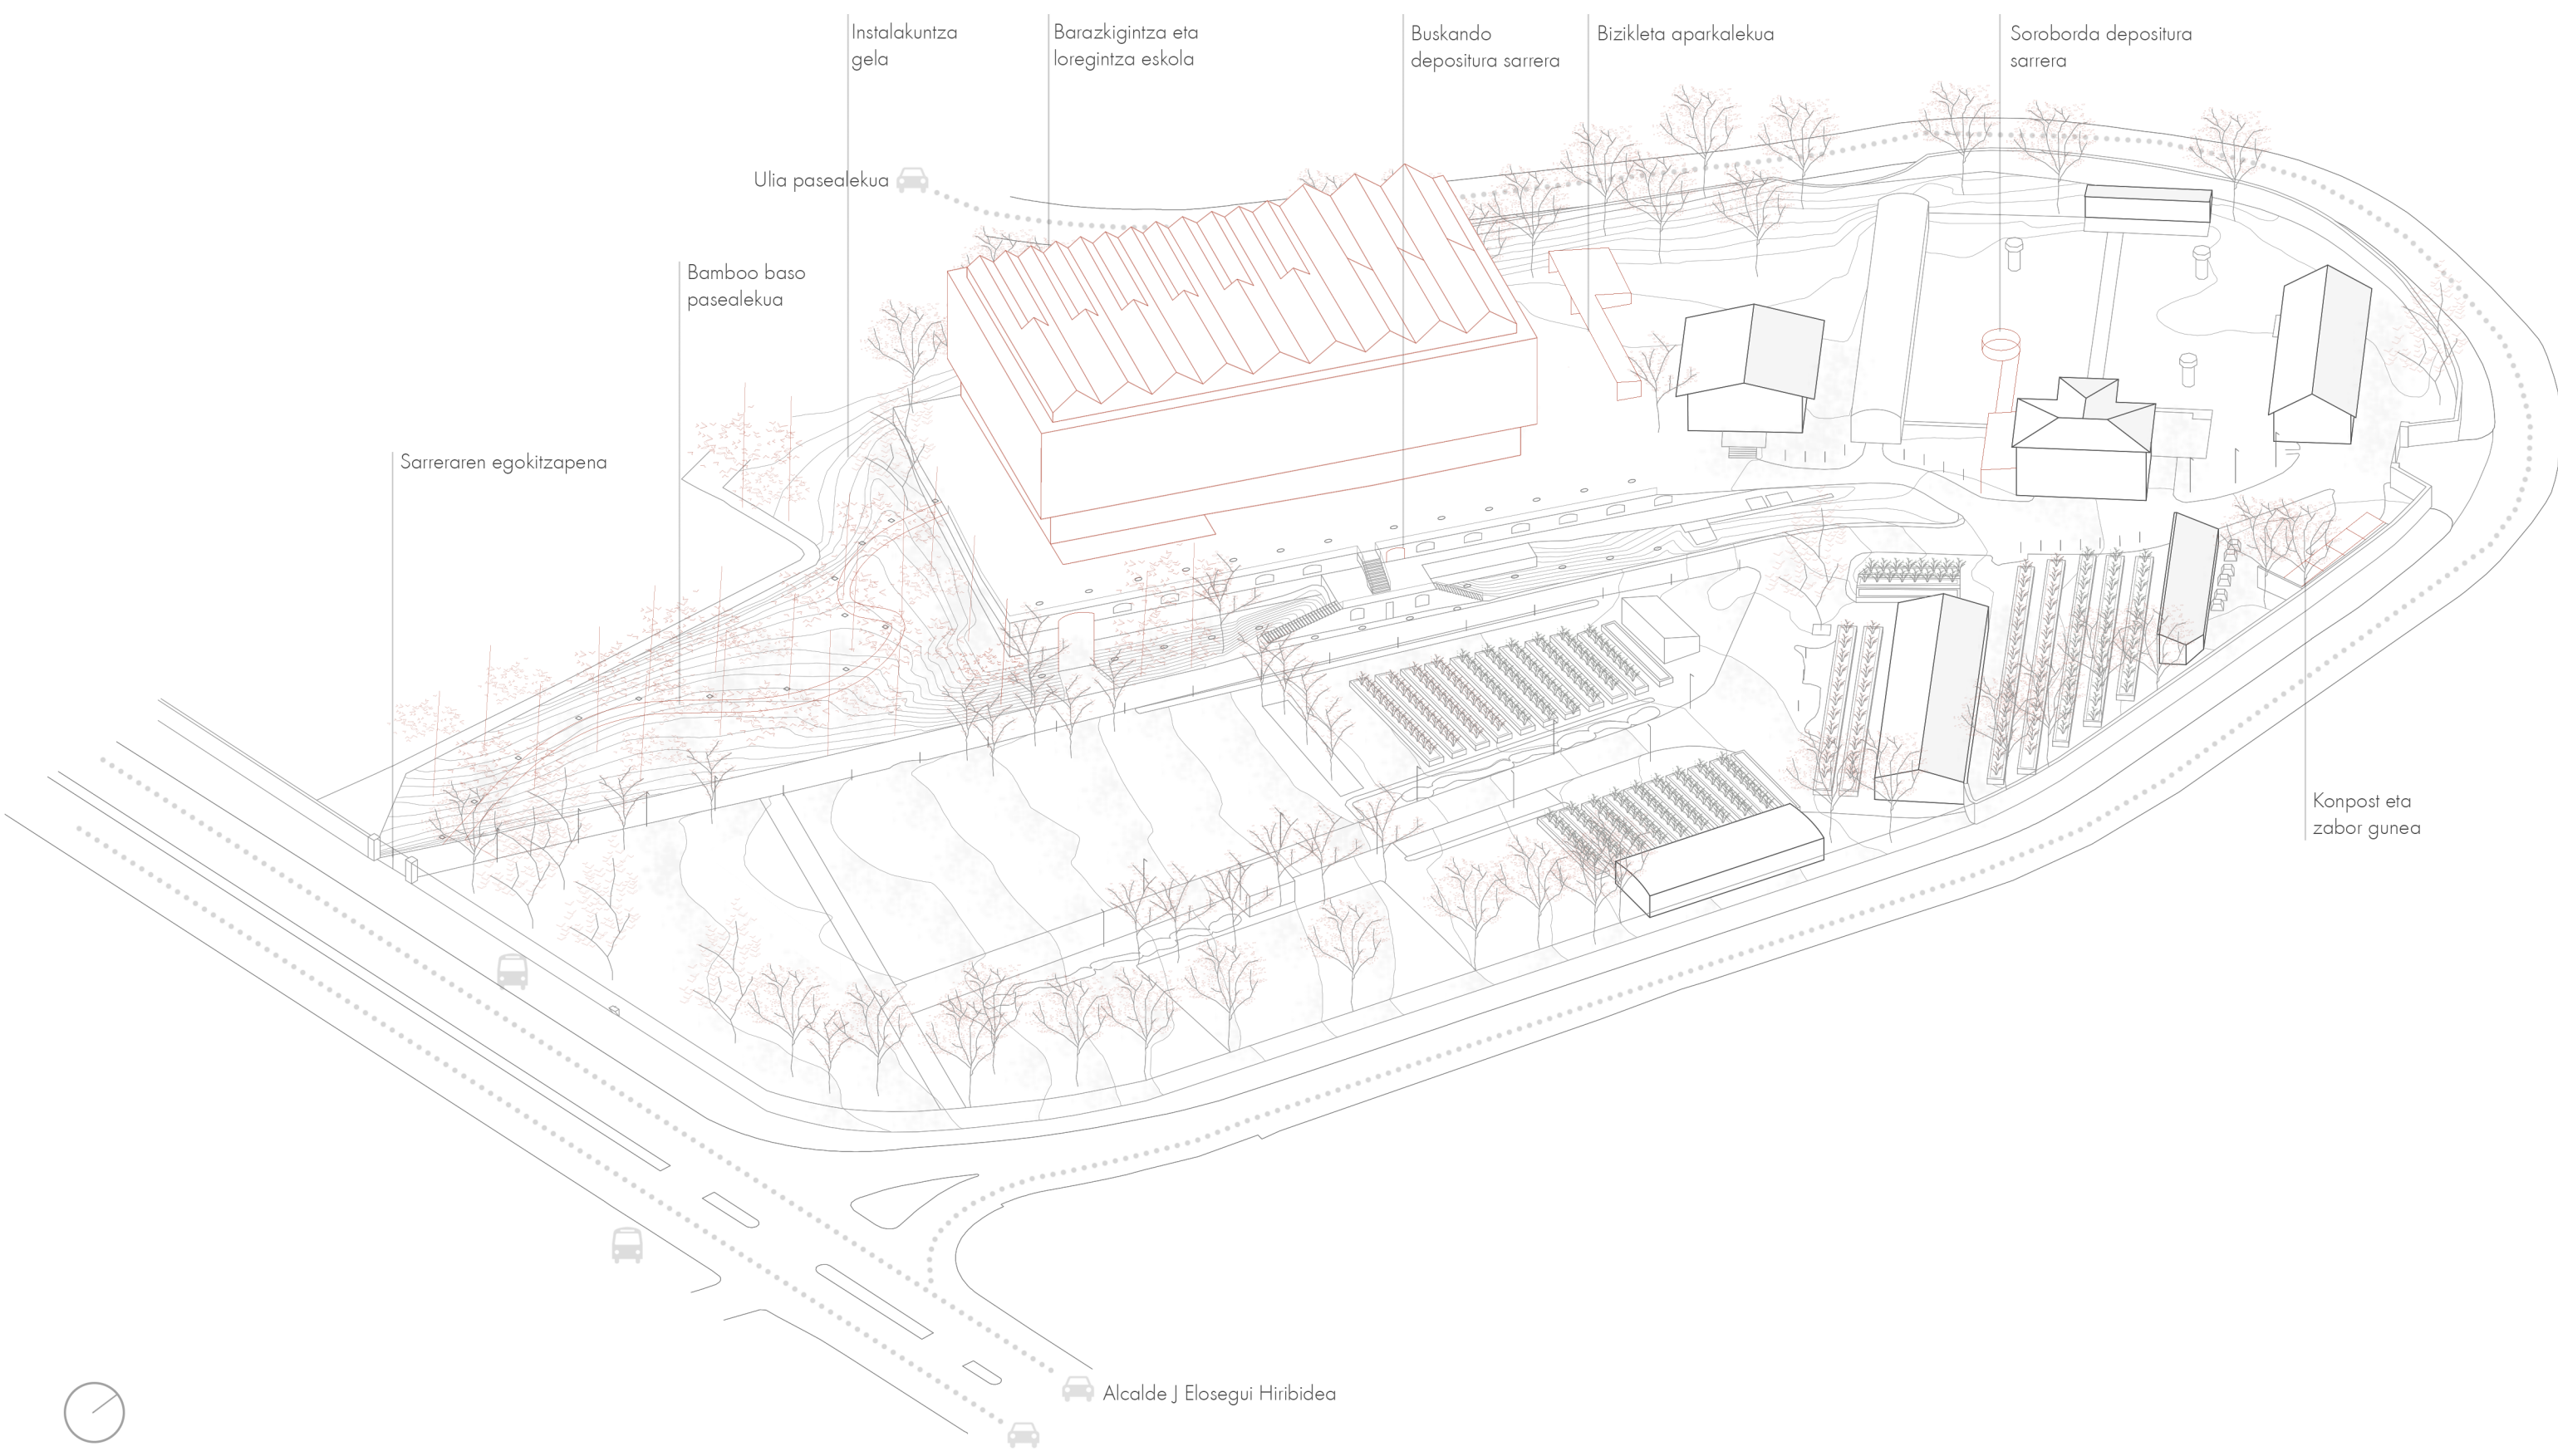 Instalakuntza
gela
Barazkigintza eta
loregintza eskola
Buskando
depositura sarrera
Bizikleta aparkalekua
Soroborda depositura
sarrera
Ulia pasealekua
Bamboo baso
pasealekua
Sarreraren egokitzapena
Konpost eta
zabor gunea
Alcalde J Elosegui Hiribidea